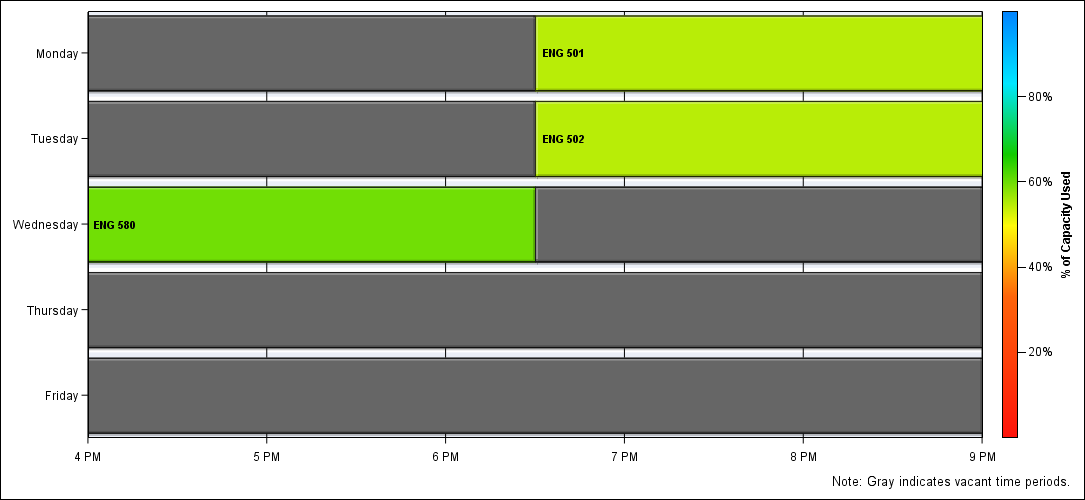 Monday
ENG 501
80%
Tuesday
ENG 502
60%
Wednesday
ENG 580
% of Capacity Used
40%
Thursday
20%
Friday
4 PM 5 PM 6 PM 7 PM 8 PM 9 PM
Note: Gray indicates vacant time periods.